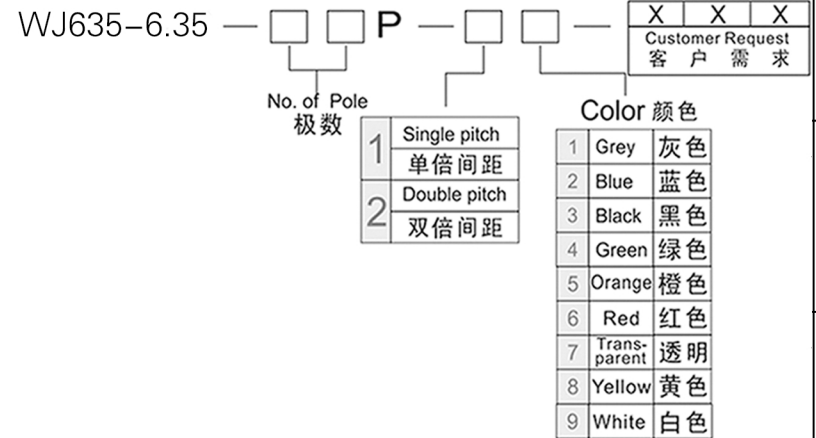 WJ635-6.35 — □ □ P — □ □ — X X X
Customer Request
客户需求
No. of Pole
极数
1 Single pitch
单倍间距
2 Double pitch
双倍间距
Color 颜色
1 Grey 灰色
2 Blue 蓝色
3 Black 黑色
4 Green 绿色
5 Orange 橙色
6 Red 红色
7 Trans-
parent 透明
8 Yellow 黄色
9 White 白色